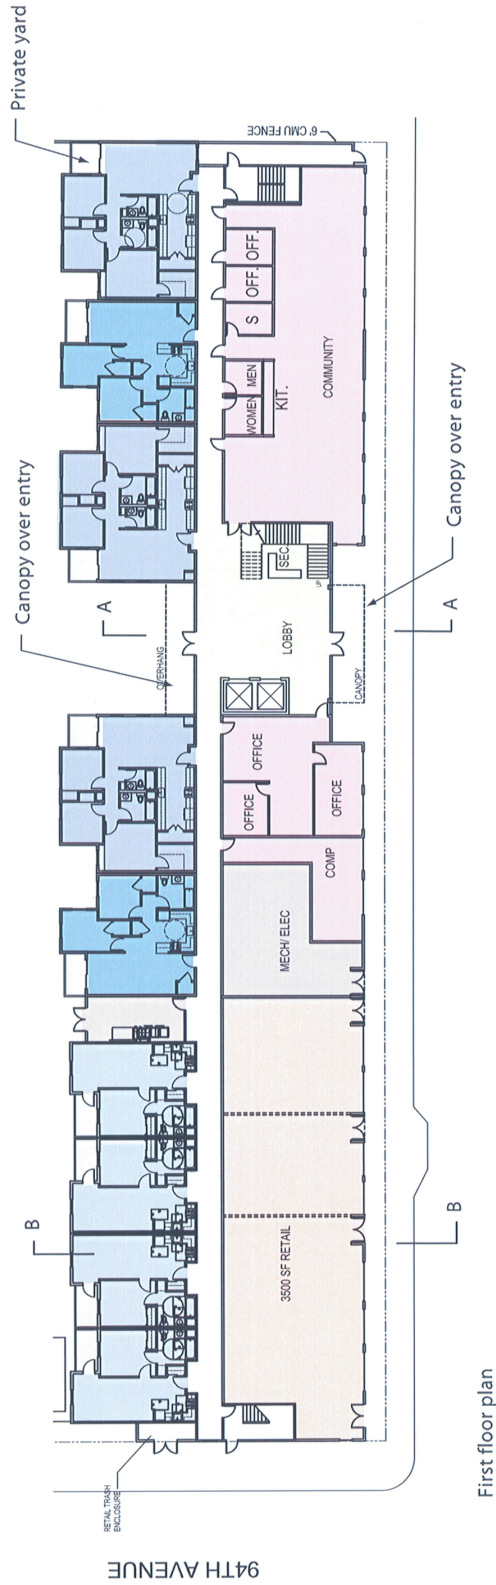 Private yard
6' CMU FENCE
OFF.
OFF.
S
MEN
WOMEN
KIT.
COMMUNITY
Canopy over entry
Canopy over entry
A
A
OVERHANG
SEC.
UP
LOBBY
CANOPY
OFFICE
OFFICE
OFFICE
COMP
MECH/ ELEC
B
B
3500 SF RETAIL
RETAIL TRASH
ENCLOSURE
94TH AVENUE
First floor plan